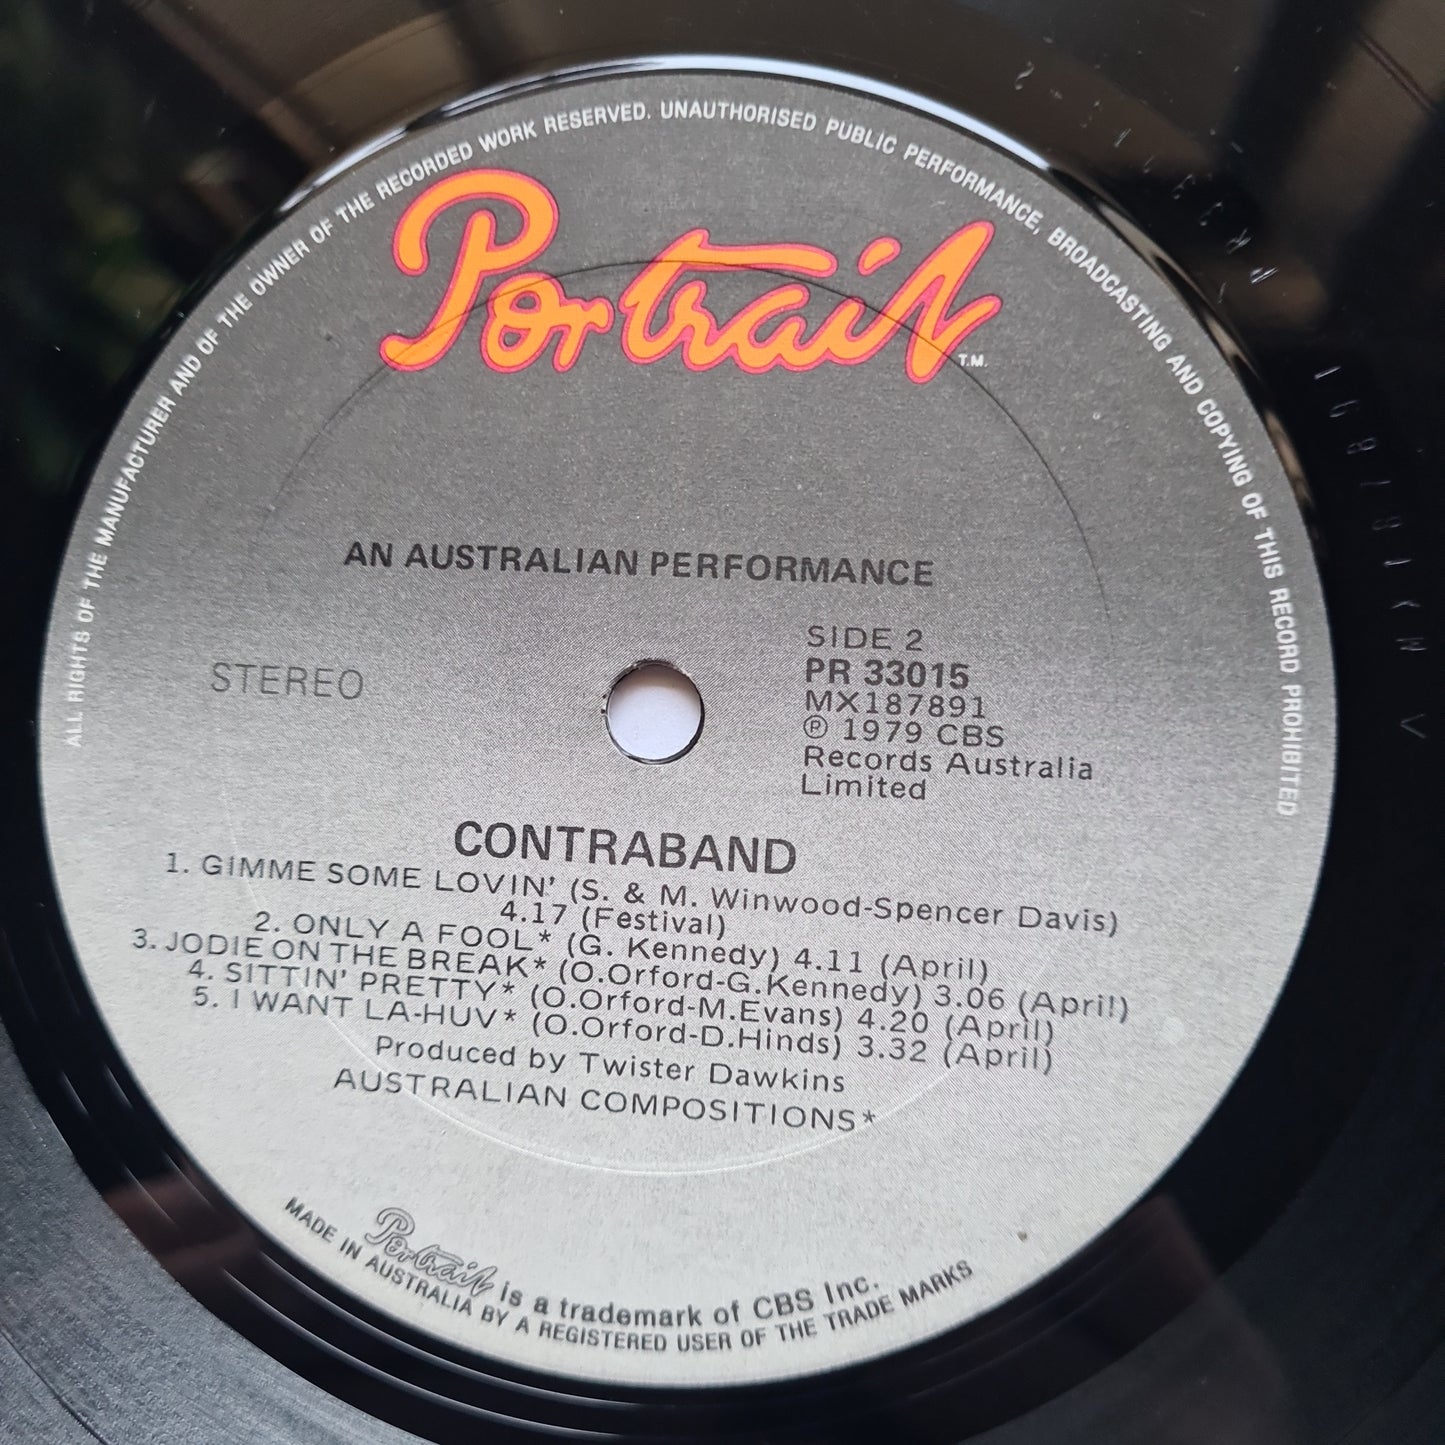 ALL RIGHTS OF THE MANUFACTURER AND OF THE OWNER OF THE RECORDED WORK RESERVED. UNAUTHORISED PUBLIC PERFORMANCE, BROADCASTING AND COPYING OF THIS RECORD PROHIBITED
Portrait
T.M.
AN AUSTRALIAN PERFORMANCE
STEREO
SIDE 2
PR 33015
MX187891
℗ 1979 CBS
Records Australia
Limited
CONTRABAND
1. GIMME SOME LOVIN' (S. & M. Winwood-Spencer Davis)
4.17 (Festival)
2. ONLY A FOOL* (G. Kennedy) 4.11 (April)
3. JODIE ON THE BREAK* (O.Orford-G.Kennedy) 3.06 (April)
4. SITTIN' PRETTY* (O.Orford-M.Evans) 4.20 (April)
5. I WANT LA-HUV* (O.Orford-D.Hinds) 3.32 (April)
Produced by Twister Dawkins
AUSTRALIAN COMPOSITIONS*
Portrait is a trademark of CBS Inc.
MADE IN AUSTRALIA BY A REGISTERED USER OF THE TRADE MARKS